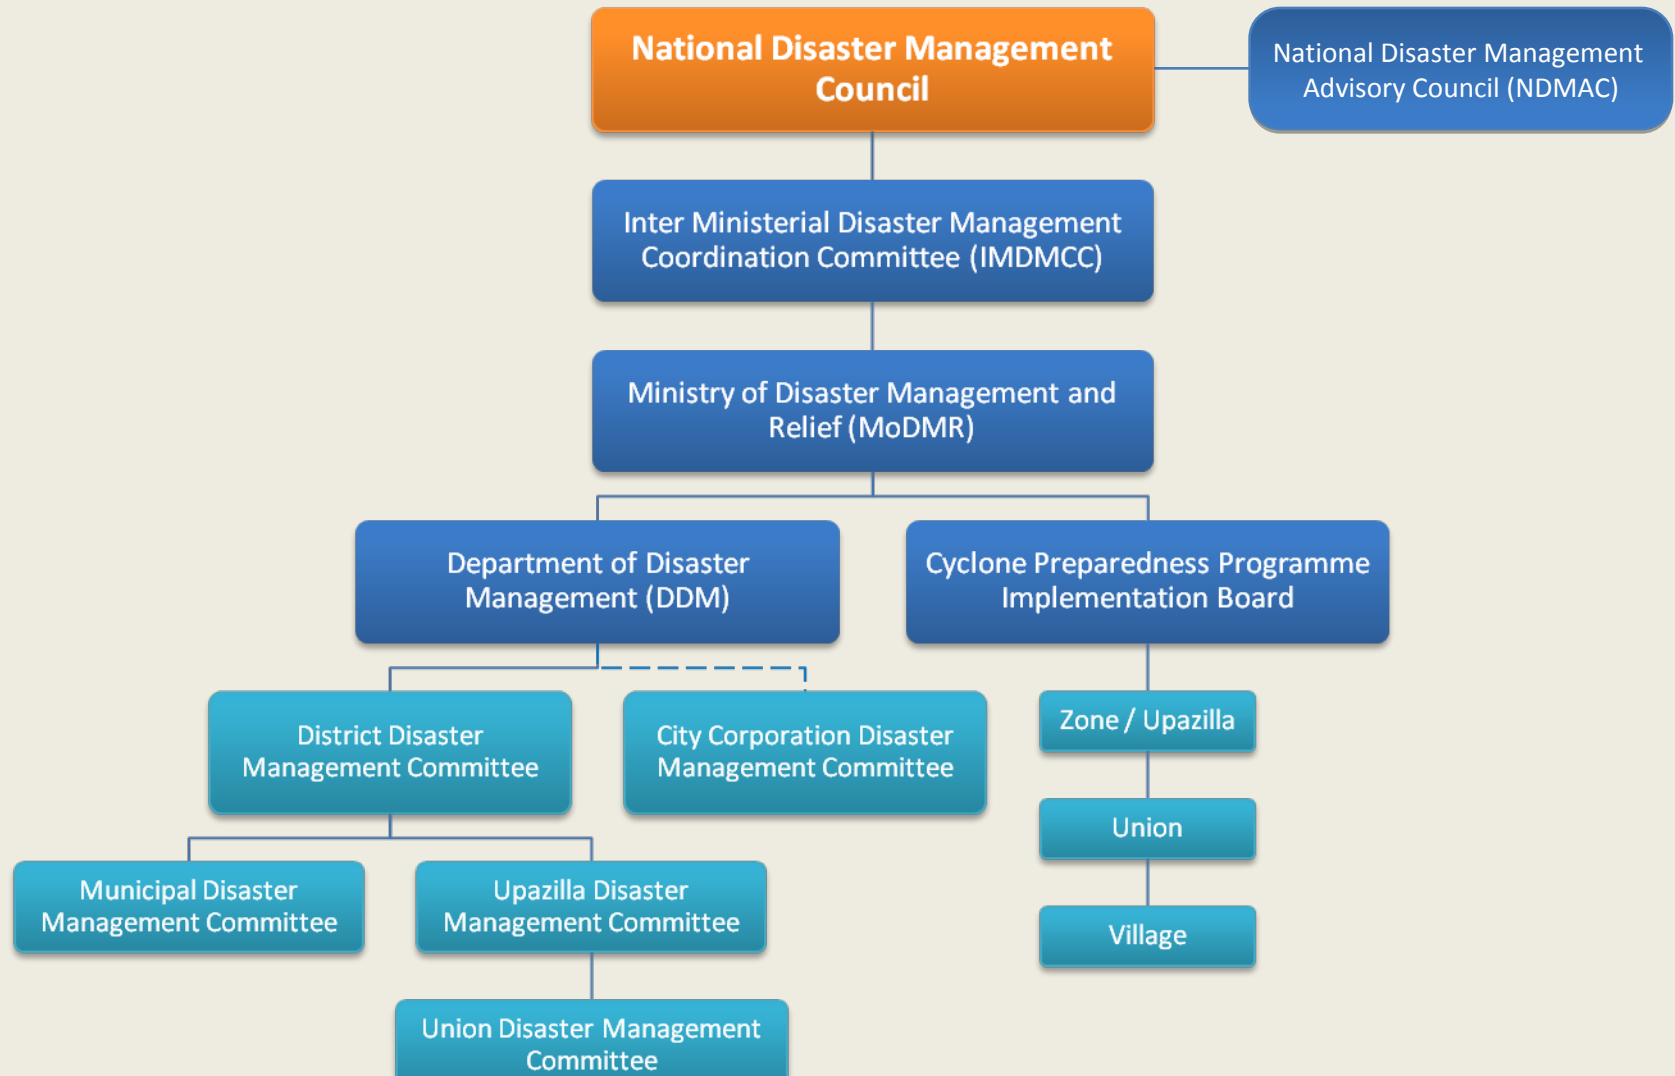 National Disaster Management
Council
National Disaster Management
Advisory Council (NDMAC)
Inter Ministerial Disaster Management
Coordination Committee (IMDMCC)
Ministry of Disaster Management and
Relief (MoDMR)
Department of Disaster
Management (DDM)
Cyclone Preparedness Programme
Implementation Board
District Disaster
Management Committee
City Corporation Disaster
Management Committee
Zone / Upazilla
Union
Municipal Disaster
Management Committee
Upazilla Disaster
Management Committee
Village
Union Disaster Management
Committee